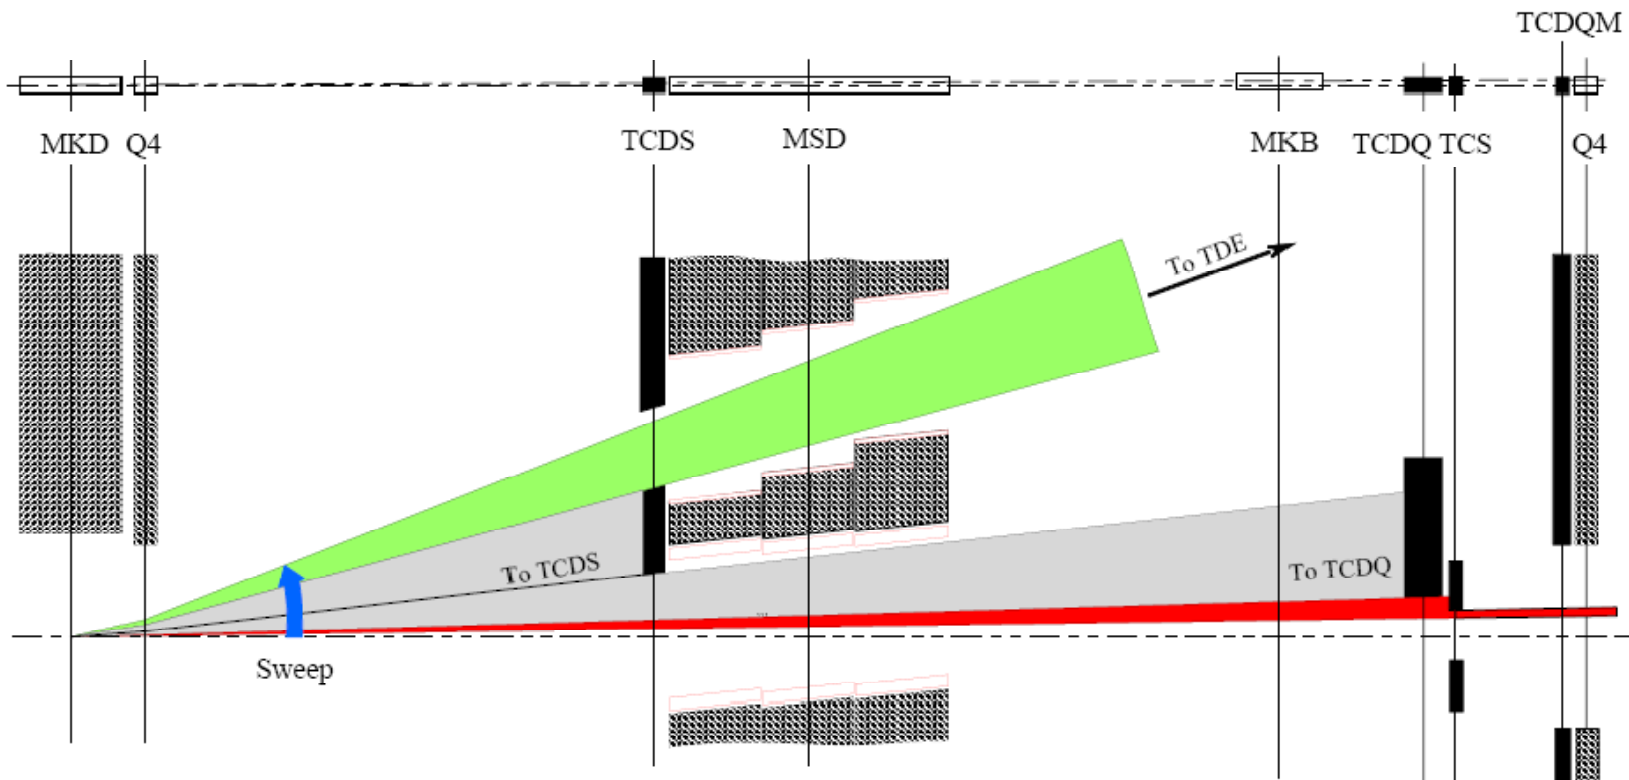 TCDQM
MKD Q4 TCDS MSD MKB TCDQ TCS Q4
To TDE
To TCDS
To TCDQ
Sweep